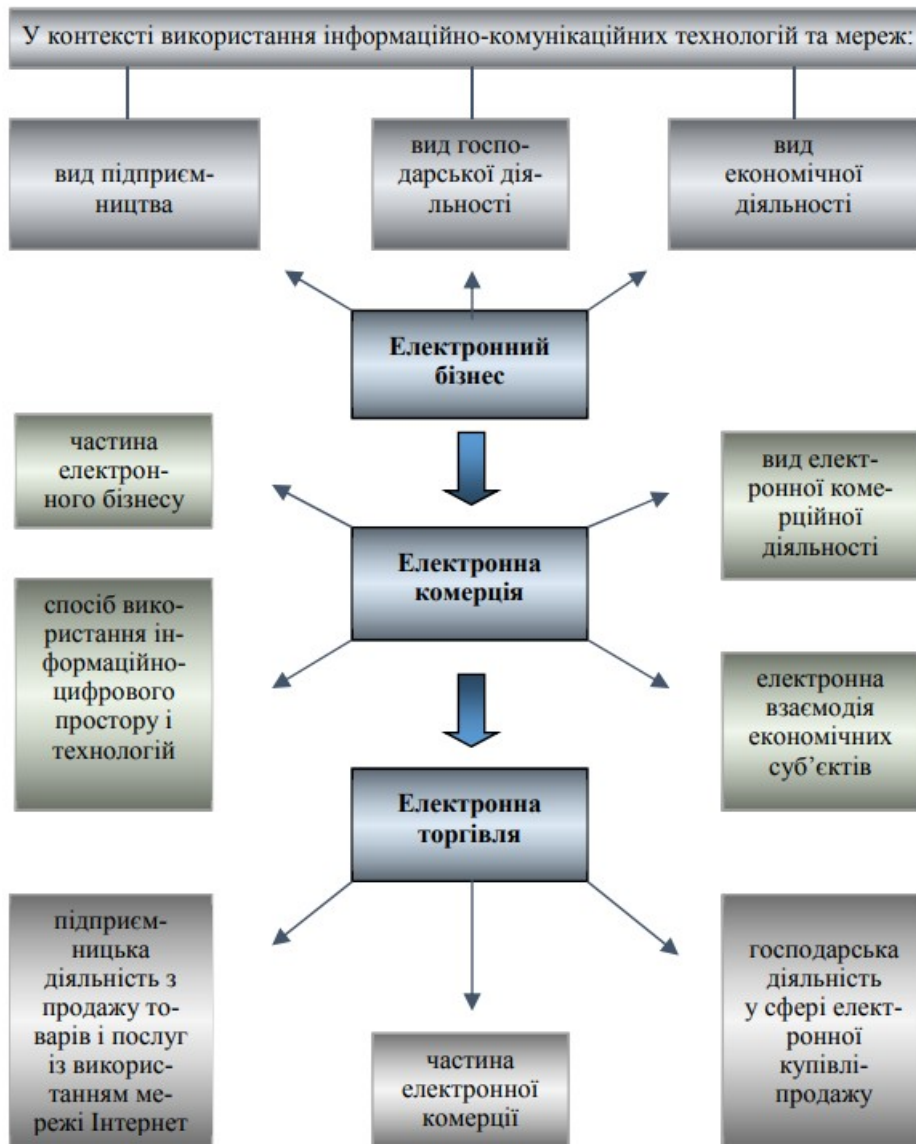 У контексті використання інформаційно-комунікаційних технологій та мереж:
вид підприєм-
ництва
вид госпо-
дарської дія-
льності
вид
економічної
діяльності
Електронний
бізнес
частина
електрон-
ного бізнесу
вид елект-
ронної коме-
рційної
діяльності
Електронна
комерція
спосіб вико-
ристання ін-
формаційно-
цифрового
простору і
технологій
електронна
взаємодія
економічних
суб’єктів
Електронна
торгівля
підприєм-
ницька
діяльність з
продажу то-
варів і послуг
із викорис-
танням ме-
режі Інтернет
частина
електронної
комерції
господарська
діяльність
у сфері елект-
ронної
купівлі-
продажу